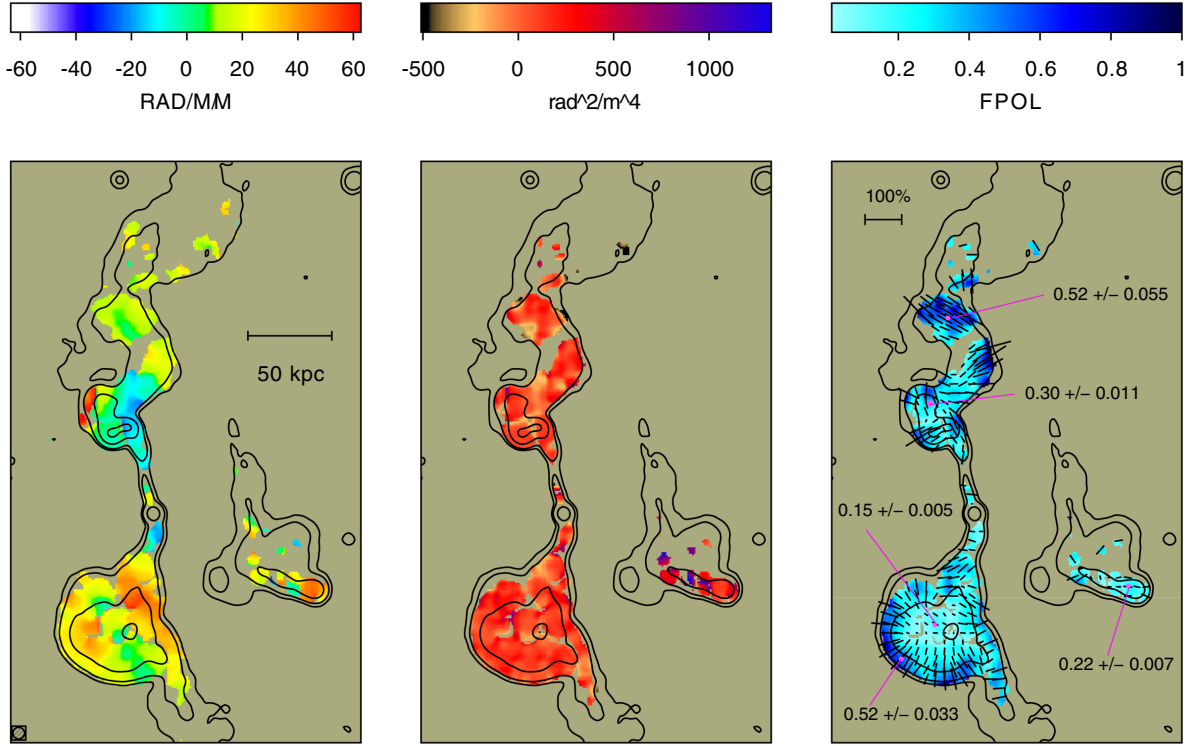 -60 -40 -20 0 20 40 60
RAD/M/M
-500 0 500 1000
rad^2/m^4
0.2 0.4 0.6 0.8 1
FPOL
50 kpc
100%
0.52 +/− 0.055
0.30 +/− 0.011
0.15 +/− 0.005
0.22 +/− 0.007
0.52 +/− 0.033